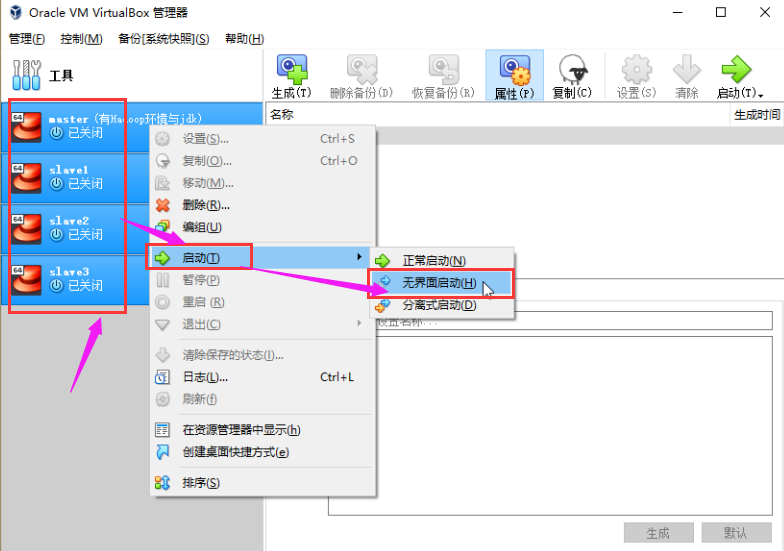 Oracle VM VirtualBox 管理器
管理(F) 控制(M) 备份[系统快照](S) 帮助(H)
工具
生成(T) 删除备份(D) 恢复备份(R) 属性(P) 复制(C) 设置(S) 清除 启动(T)
名称 生成时间
64 master (有Hadoop环境与jdk)
已关闭
64 slave1
已关闭
64 slave2
已关闭
64 slave3
已关闭
设置(S)... Ctrl+S
复制(O)... Ctrl+O
移动(M)...
删除(R)...
编组(U)
启动(T)
暂停(P)
重启 (R)
退出(C)
清除保存的状态(I)...
日志(L)... Ctrl+L
刷新(f)
在资源管理器中显示(h)
创建桌面快捷方式(e)
排序(S)
正常启动(N)
无界面启动(H)
分离式启动(D)
设置名称...
生成 默认